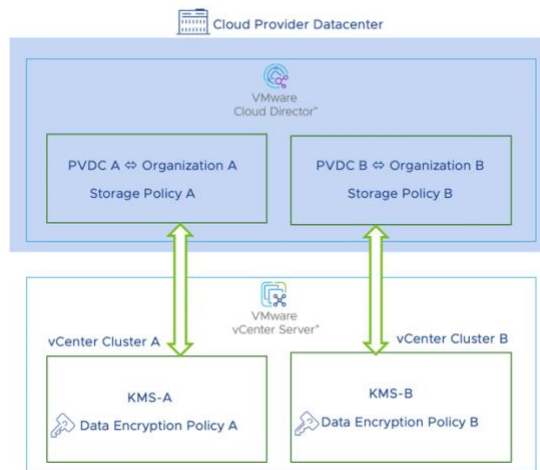 Cloud Provider Datacenter
VMware
Cloud Director™
PVDC A ⇔ Organization A
Storage Policy A
PVDC B ⇔ Organization B
Storage Policy B
VMware
vCenter Server®
vCenter Cluster A
vCenter Cluster B
KMS-A
Data Encryption Policy A
KMS-B
Data Encryption Policy B